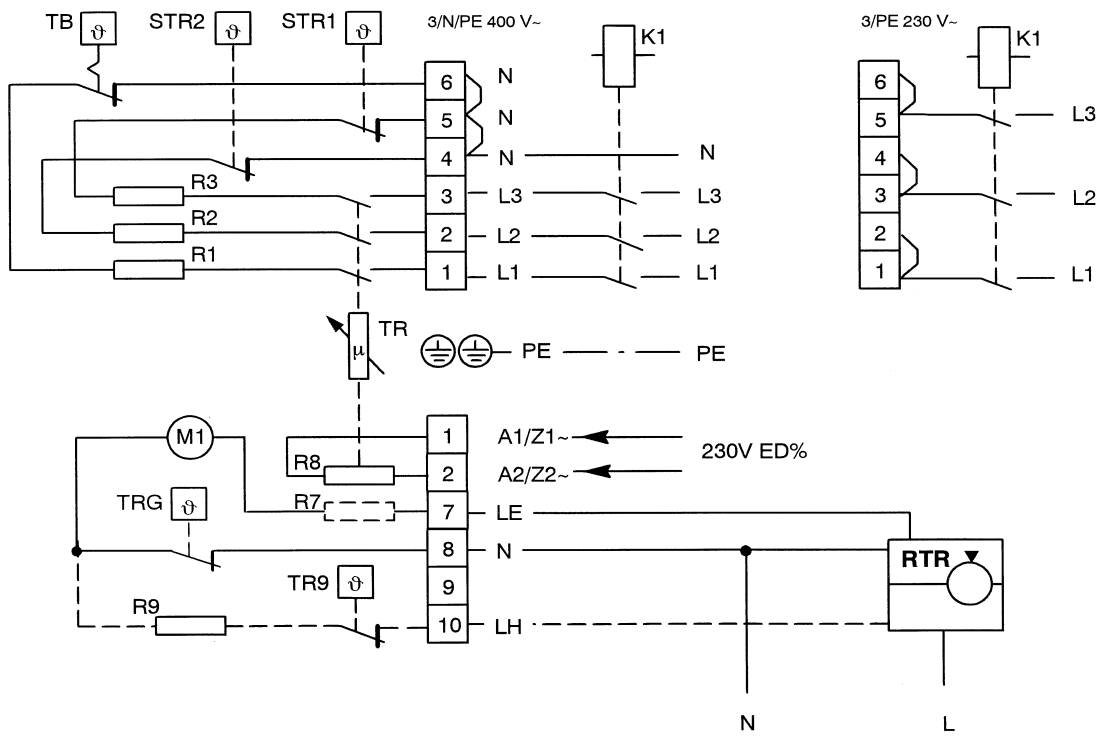 TB ϑ STR2 ϑ STR1 ϑ 3/N/PE 400 V~ K1 3/PE 230 V~ K1
6 N 6
5 N 5 L3
4 N N 4
R3 3 L3 L3 3 L2
R2 2 L2 L2 2
R1 1 L1 L1 1 L1
TR
μ PE PE
M1 1 A1/Z1~ 230V ED%
R8 2 A2/Z2~
TRG ϑ R7 7 LE
8 N RTR
TR9 ϑ 9
R9 10 LH
N L